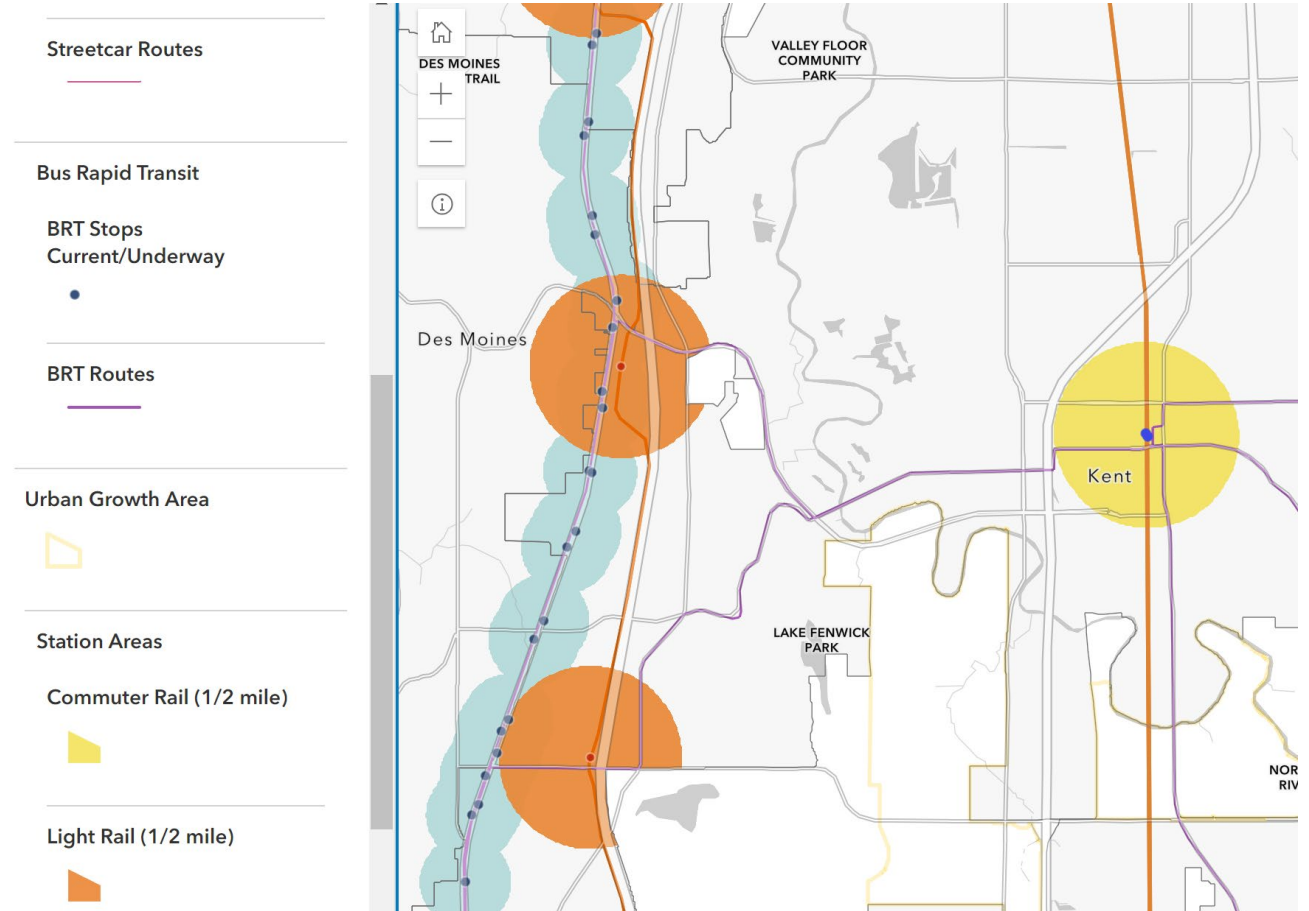 Streetcar Routes
Bus Rapid Transit
BRT Stops
Current/Underway
BRT Routes
Urban Growth Area
Station Areas
Commuter Rail (1/2 mile)
Light Rail (1/2 mile)
DES MOINES
TRAIL
VALLEY FLOOR
COMMUNITY
PARK
Des Moines
Kent
LAKE FENWICK
PARK
NOR
RIV